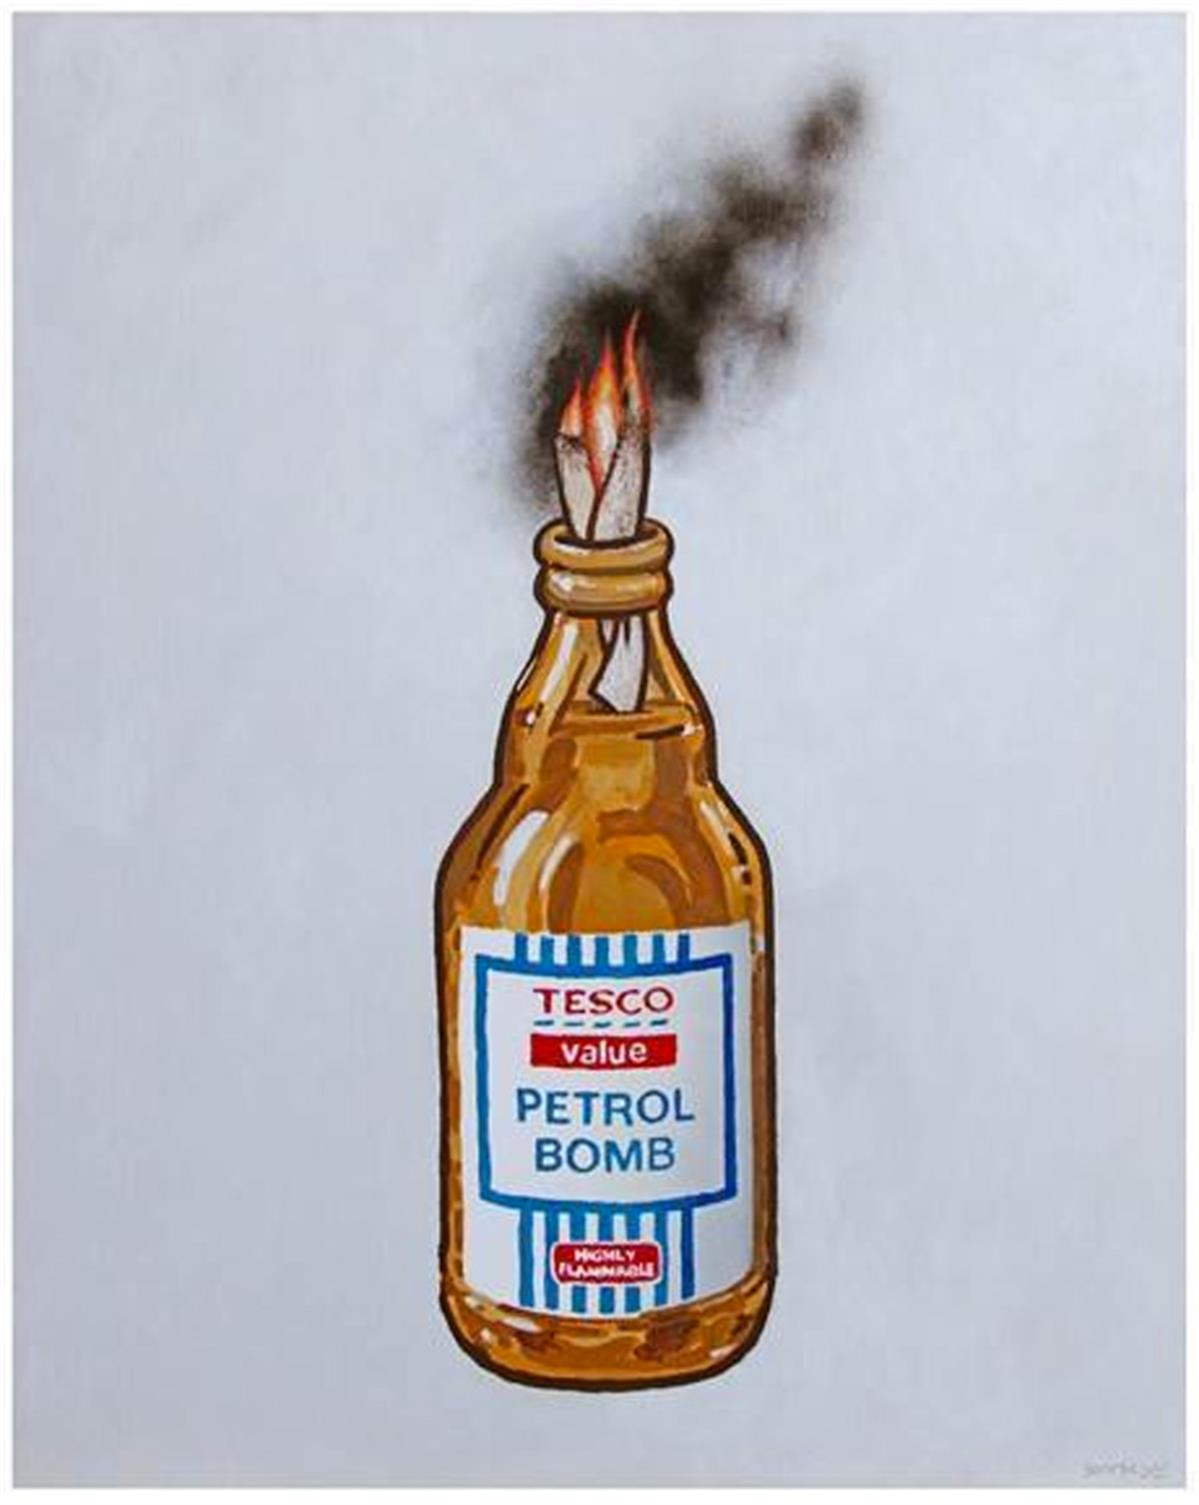 TESCO
value
PETROL
BOMB
HIGHLY
FLAMMABLE